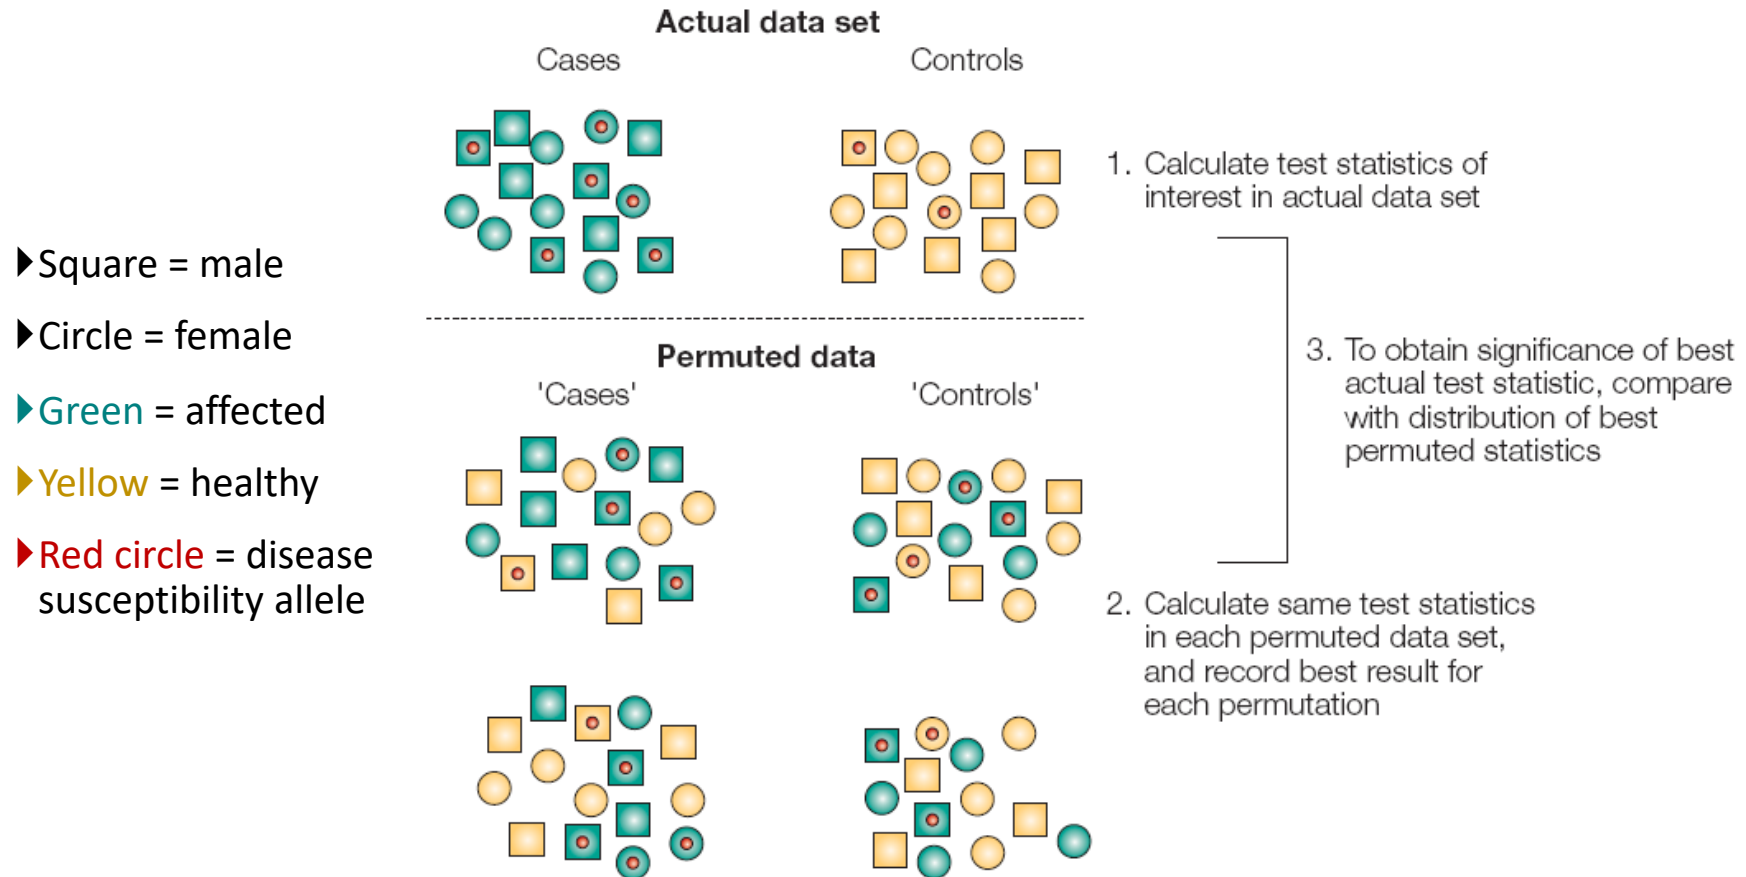 Actual data set
Cases
Controls
1. Calculate test statistics of
interest in actual data set
Square = male
Circle = female
Green = affected
Yellow = healthy
Red circle = disease
susceptibility allele
Permuted data
'Cases'
'Controls'
3. To obtain significance of best
actual test statistic, compare
with distribution of best
permuted statistics
2. Calculate same test statistics
in each permuted data set,
and record best result for
each permutation